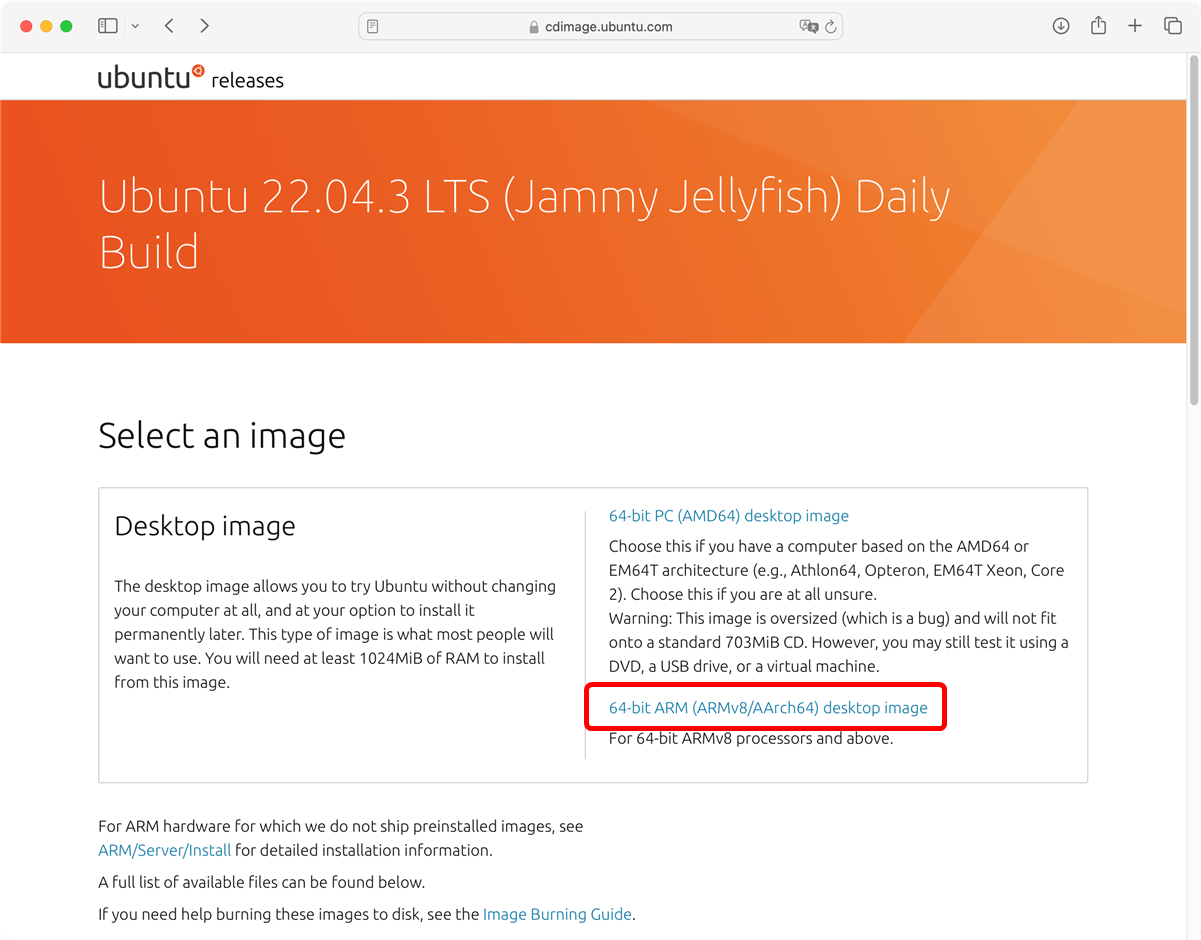 cdimage.ubuntu.com
ubuntu releases
Ubuntu 22.04.3 LTS (Jammy Jellyfish) Daily
Build
Select an image
Desktop image
The desktop image allows you to try Ubuntu without changing
your computer at all, and at your option to install it
permanently later. This type of image is what most people will
want to use. You will need at least 1024MiB of RAM to install
from this image.
64-bit PC (AMD64) desktop image
Choose this if you have a computer based on the AMD64 or
EM64T architecture (e.g., Athlon64, Opteron, EM64T Xeon, Core
2). Choose this if you are at all unsure.
Warning: This image is oversized (which is a bug) and will not fit
onto a standard 703MiB CD. However, you may still test it using a
DVD, a USB drive, or a virtual machine.
64-bit ARM (ARMv8/AArch64) desktop image
For 64-bit ARMv8 processors and above.
For ARM hardware for which we do not ship preinstalled images, see
ARM/Server/Install for detailed installation information.
A full list of available files can be found below.
If you need help burning these images to disk, see the Image Burning Guide.